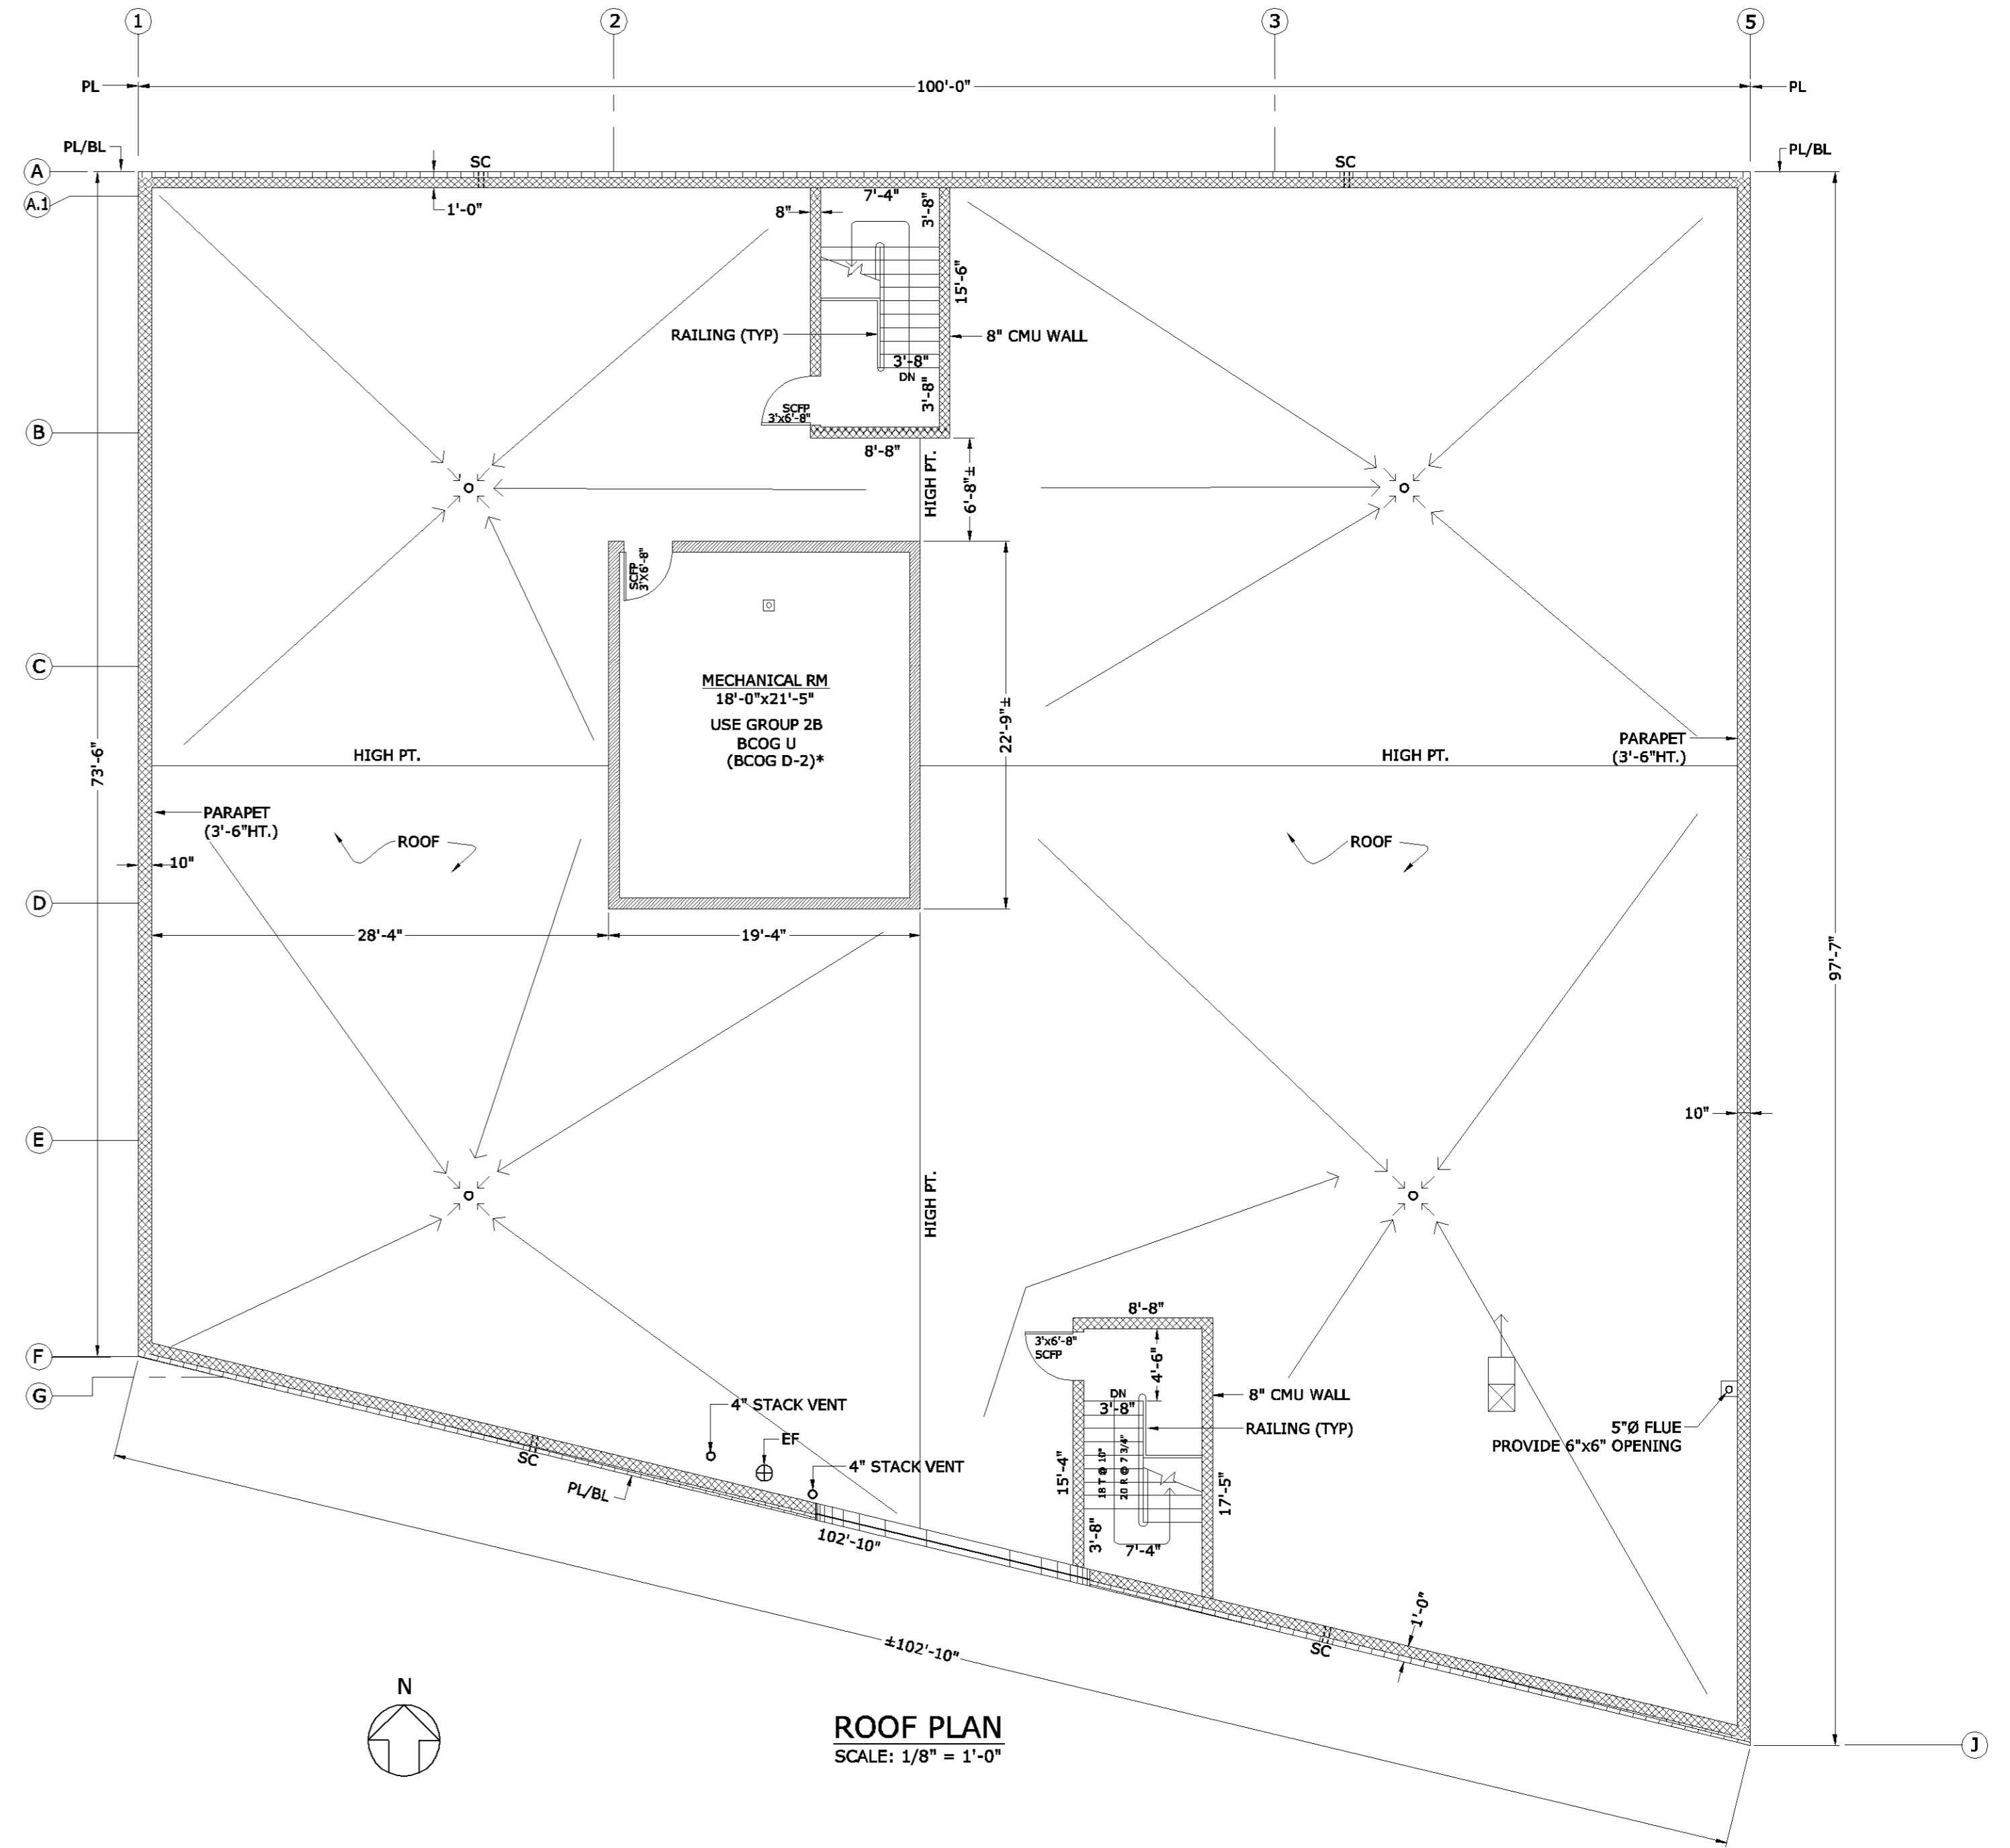 1
2
3
5
PL
100'-0"
PL
PL/BL
SC
SC
PL/BL
A
A.1
1'-0"
8"
7'-4"
3'-8"
15'-6"
RAILING (TYP)
8" CMU WALL
3'-8"
DN
3'-8"
SCFP
3'x6'-8"
B
8'-8"
HIGH PT.
6'-8"±
SCFP
3'X6'-8"
C
MECHANICAL RM
18'-0"x21'-5"
USE GROUP 2B
BCOG U
(BCOG D-2)*
22'-9"±
73'-6"
HIGH PT.
HIGH PT.
PARAPET
(3'-6"HT.)
PARAPET
(3'-6"HT.)
ROOF
ROOF
10"
D
28'-4"
19'-4"
97'-7"
10"
E
HIGH PT.
8'-8"
3'x6'-8"
SCFP
4'-6"
F
G
DN
3'-8"
8" CMU WALL
RAILING (TYP)
4" STACK VENT
EF
4" STACK VENT
5"Ø FLUE
PROVIDE 6"x6" OPENING
SC
PL/BL
15'-4"
18 T @ 10"
20 R @ 7 3/4"
17'-5"
3'-8"
7'-4"
102'-10"
1'-0"
SC
±102'-10"
N
ROOF PLAN
SCALE: 1/8" = 1'-0"
J